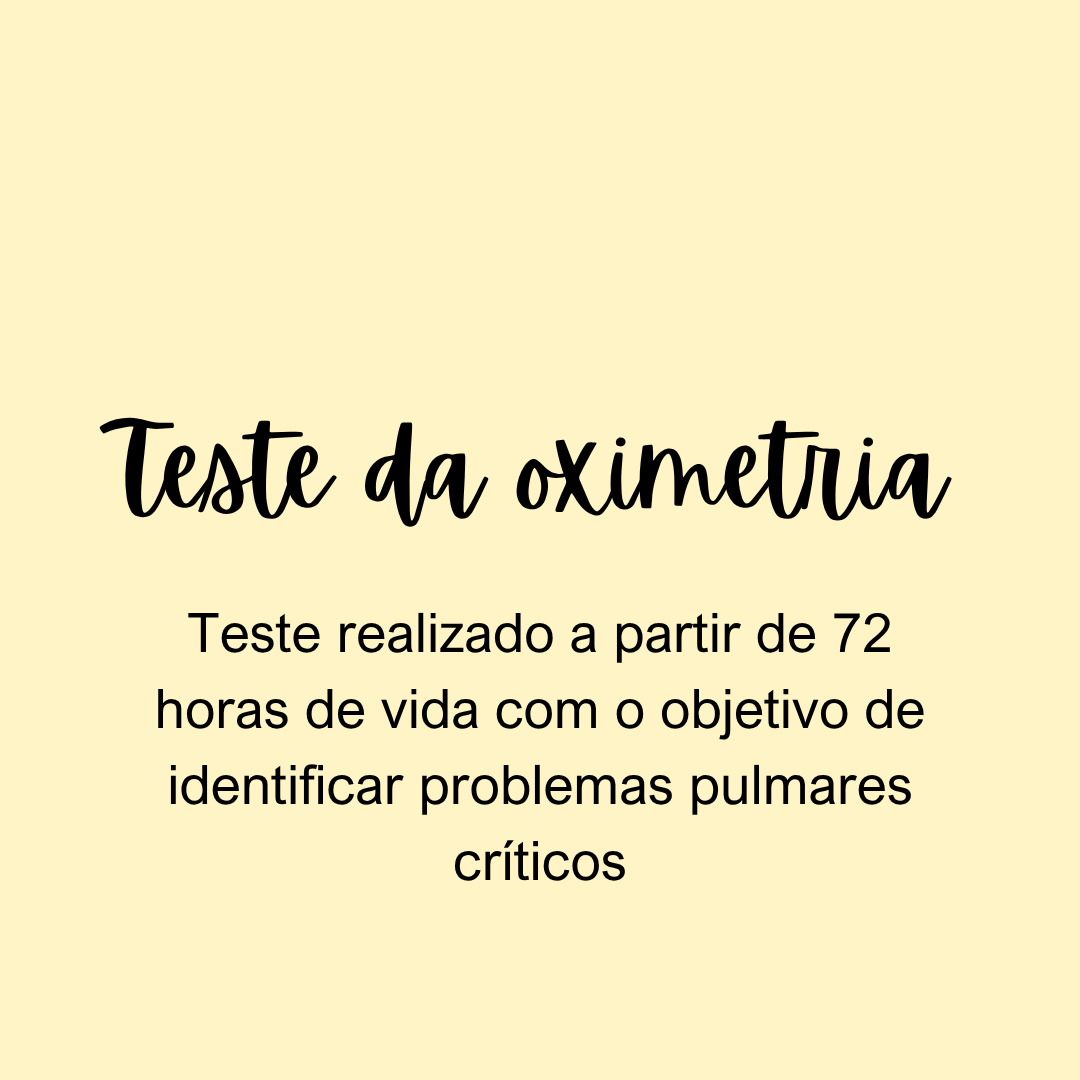 Teste da oximetria
Teste realizado a partir de 72
horas de vida com o objetivo de
identificar problemas pulmares
críticos